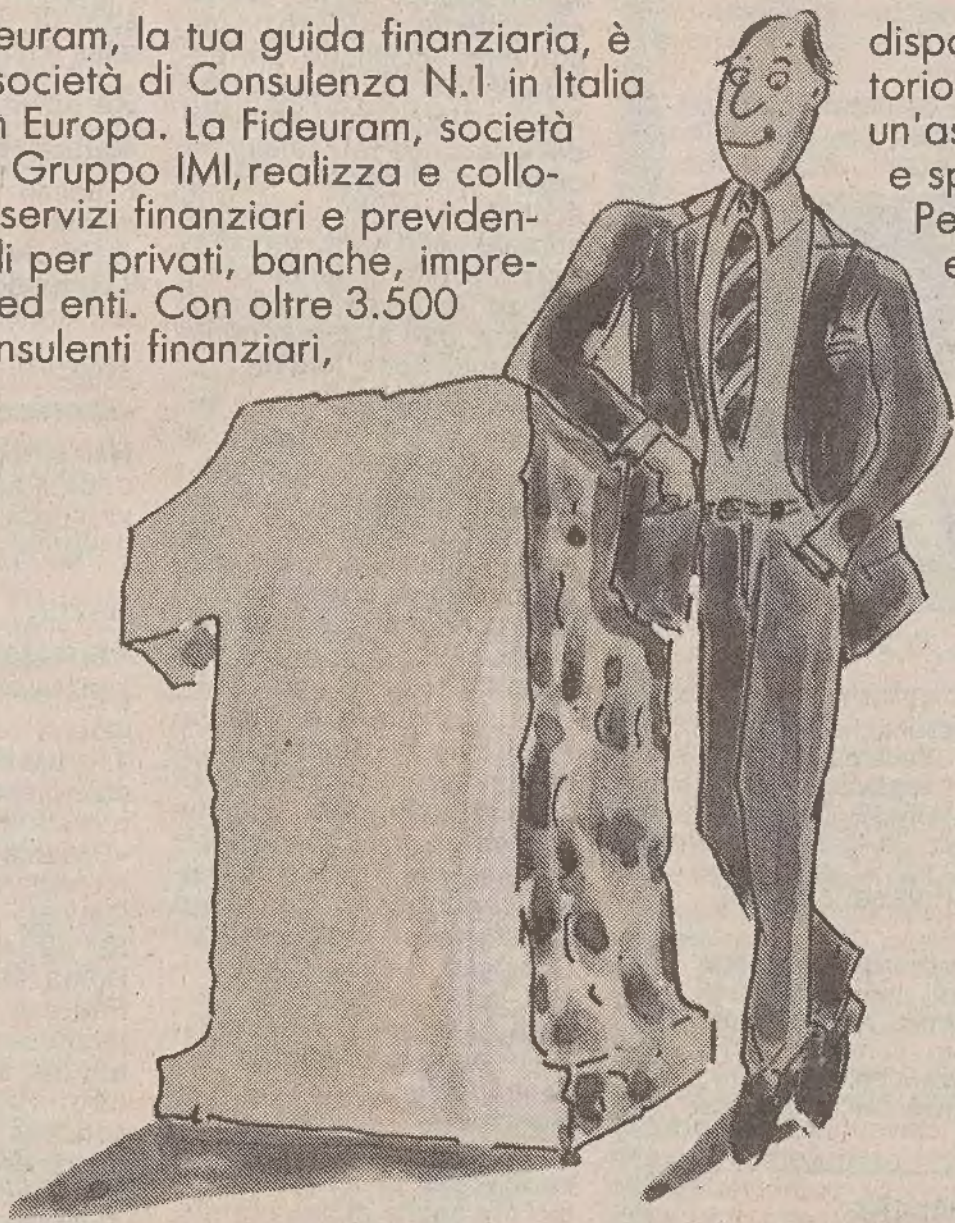 euram, la tua guida finanziaria, è
società di Consulenza N.1 in Italia
Europa. La Fideuram, società
Gruppo IMI, realizza e collo-
servizi finanziari e previden-
li per privati, banche, impre-
ed enti. Con oltre 3.500
nsulenti finanziari,
dispo
torio
un'as
e sp
Pe
e